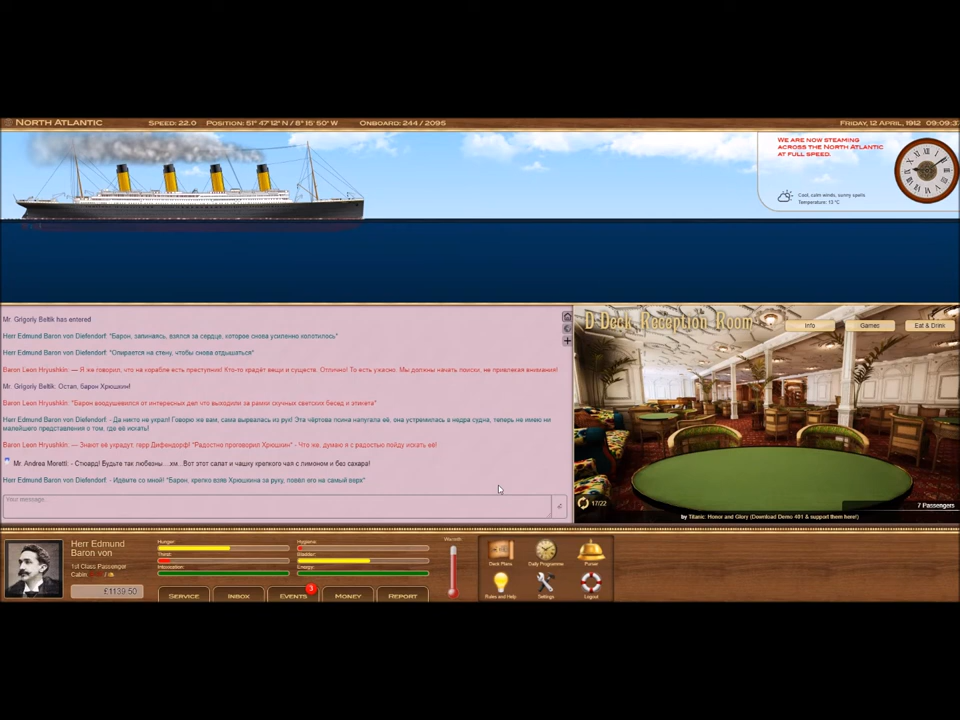 NORTH ATLANTIC
SPEED: 22.0
POSITION: 51° 47' 12" N / 8° 15' 50" W
ONBOARD: 244 / 2095
FRIDAY, 12 APRIL, 1912
WE ARE NOW STEAMING
ACROSS THE NORTH ATLANTIC
AT FULL SPEED.
Cool, calm winds, sunny spells
Temperature: 13 °C
Mr. Grigoriy Beltik has entered
Herr Edmund Baron von Diefendorf: "Барон, запинаясь, взялся за сердце, которое снова усиленно колотилось"
Herr Edmund Baron von Diefendorf: "Опирается на стену, чтобы снова отдышаться"
Baron Leon Hryushkin: — Я же говорил, что на корабле есть преступник! Кто-то крадёт вещи и существ. Отлично! То есть ужасно. Мы должны начать поиски, не привлекая внимания!
Mr. Grigoriy Beltik: Остап, барон Хрюшкин!
Baron Leon Hryushkin: "Барон воодушевился от интересных дел что выходили за рамки скучных светских бесед и этикета"
Herr Edmund Baron von Diefendorf: - Да никто не украл! Говорю же вам, сама вырвалась из рук! Эта чёртова псина напугала её, она устремилась в недра судна, теперь не имею ни
малейшего представления о том, где её искать!
Baron Leon Hryushkin: — Знают её украдут, герр Дифендорф! "Радостно проговорил Хрюшкин" - Что же, думаю я с радостью пойду искать её!
Mr. Andrea Moretti: - Стюард! Будьте так любезны....хм...Вот этот салат и чашку крепкого чая с лимоном и без сахара!
Herr Edmund Baron von Diefendorf: - Идёмте со мной! "Барон, крепко взяв Хрюшкина за руку, повёл его на самый верх"
Your message...
D Deck Reception Room
Info
Games
Eat & Drink
17/22
7 Passengers
by Titanic: Honor and Glory (Download Demo 401 & support them here!)
Herr Edmund
Baron von
1st Class Passenger
Cabin:
£1139.50
Hunger:
Thirst:
Intoxication:
Hygiene:
Bladder:
Energy:
Warmth:
SERVICE
INBOX
EVENTS
3
MONEY
REPORT
Deck Plans
Daily Programme
Purser
Rules and Help
Settings
Logout